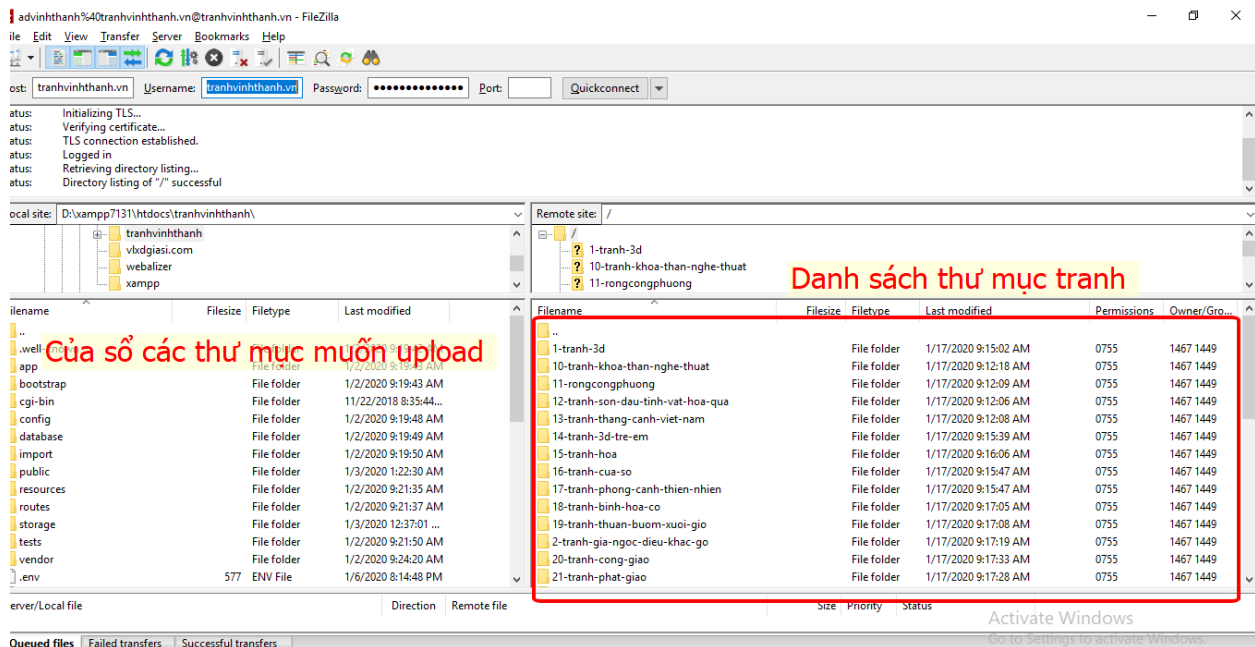 advinhthanh%40tranhvinhthanh.vn@tranhvinhthanh.vn - FileZilla
ile Edit View Transfer Server Bookmarks Help
ost: tranhvinhthanh.vn Username: tranhvinhthanh.vn Password: ●●●●●●●●●●●●●● Port: Quickconnect
atus: Initializing TLS...
atus: Verifying certificate...
atus: TLS connection established.
atus: Logged in
atus: Retrieving directory listing...
atus: Directory listing of "/" successful
ocal site: D:\xampp7131\htdocs\tranhvinhthanh\
tranhvinhthanh
vlxdgiasi.com
webalizer
xampp
Remote site: /
/
? 1-tranh-3d
? 10-tranh-khoa-than-nghe-thuat
? 11-rongcongphuong
Danh sách thư mục tranh
ilename Filesize Filetype Last modified
..
.well-
Của sổ các thư mục muốn upload
app File folder 1/2/2020 9:19:43 AM
bootstrap File folder 1/2/2020 9:19:43 AM
cgi-bin File folder 11/22/2018 8:35:44...
config File folder 1/2/2020 9:19:48 AM
database File folder 1/2/2020 9:19:49 AM
import File folder 1/2/2020 9:19:50 AM
public File folder 1/3/2020 1:22:30 AM
resources File folder 1/2/2020 9:21:35 AM
routes File folder 1/2/2020 9:21:37 AM
storage File folder 1/3/2020 12:37:01 ...
tests File folder 1/2/2020 9:21:50 AM
vendor File folder 1/2/2020 9:24:20 AM
.env 577 ENV File 1/6/2020 8:14:48 PM
Filename Filesize Filetype Last modified Permissions Owner/Gro...
..
1-tranh-3d File folder 1/17/2020 9:15:02 AM 0755 1467 1449
10-tranh-khoa-than-nghe-thuat File folder 1/17/2020 9:12:18 AM 0755 1467 1449
11-rongcongphuong File folder 1/17/2020 9:12:09 AM 0755 1467 1449
12-tranh-son-dau-tinh-vat-hoa-qua File folder 1/17/2020 9:12:06 AM 0755 1467 1449
13-tranh-thang-canh-viet-nam File folder 1/17/2020 9:12:08 AM 0755 1467 1449
14-tranh-3d-tre-em File folder 1/17/2020 9:15:39 AM 0755 1467 1449
15-tranh-hoa File folder 1/17/2020 9:16:06 AM 0755 1467 1449
16-tranh-cua-so File folder 1/17/2020 9:15:47 AM 0755 1467 1449
17-tranh-phong-canh-thien-nhien File folder 1/17/2020 9:15:47 AM 0755 1467 1449
18-tranh-binh-hoa-co File folder 1/17/2020 9:17:05 AM 0755 1467 1449
19-tranh-thuan-buom-xuoi-gio File folder 1/17/2020 9:17:08 AM 0755 1467 1449
2-tranh-gia-ngoc-dieu-khac-go File folder 1/17/2020 9:17:19 AM 0755 1467 1449
20-tranh-cong-giao File folder 1/17/2020 9:17:33 AM 0755 1467 1449
21-tranh-phat-giao File folder 1/17/2020 9:17:28 AM 0755 1467 1449
erver/Local file Direction Remote file Size Priority Status
Activate Windows
Go to Settings to activate Windows.
Queued files Failed transfers Successful transfers